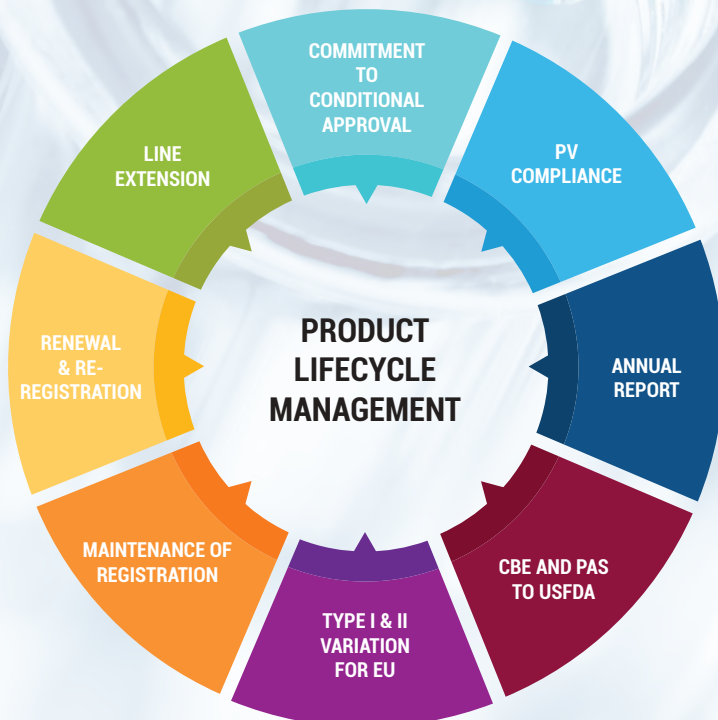 COMMITMENT
TO
CONDITIONAL
APPROVAL
PV
COMPLIANCE
ANNUAL
REPORT
CBE AND PAS
TO USFDA
TYPE I & II
VARIATION
FOR EU
MAINTENANCE OF
REGISTRATION
RENEWAL
& RE-
REGISTRATION
LINE
EXTENSION
PRODUCT
LIFECYCLE
MANAGEMENT